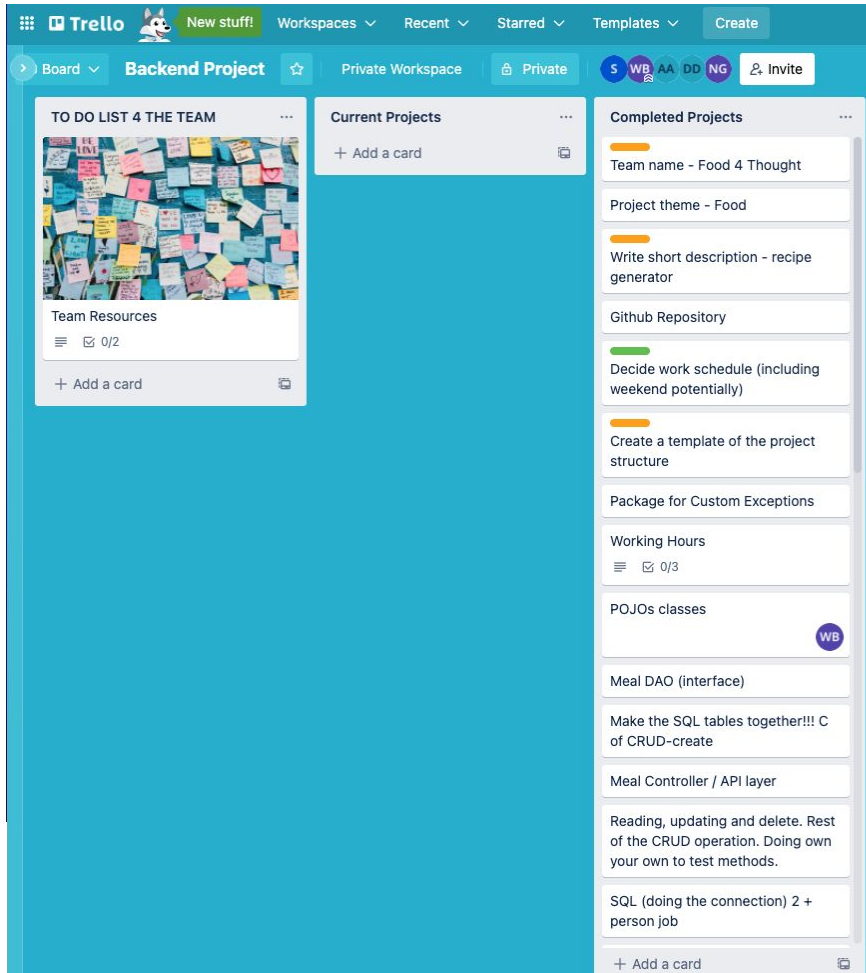 Trello
New stuff!
Workspaces
Recent
Starred
Templates
Create
Board
Backend Project
Private Workspace
Private
S
WB
AA
DD
NG
Invite
TO DO LIST 4 THE TEAM
BE
LOVE
Team Resources
0/2
+ Add a card
Current Projects
+ Add a card
Completed Projects
Team name - Food 4 Thought
Project theme - Food
Write short description - recipe
generator
Github Repository
Decide work schedule (including
weekend potentially)
Create a template of the project
structure
Package for Custom Exceptions
Working Hours
0/3
POJOs classes
WB
Meal DAO (interface)
Make the SQL tables together!!! C
of CRUD-create
Meal Controller / API layer
Reading, updating and delete. Rest
of the CRUD operation. Doing own
your own to test methods.
SQL (doing the connection) 2 +
person job
+ Add a card